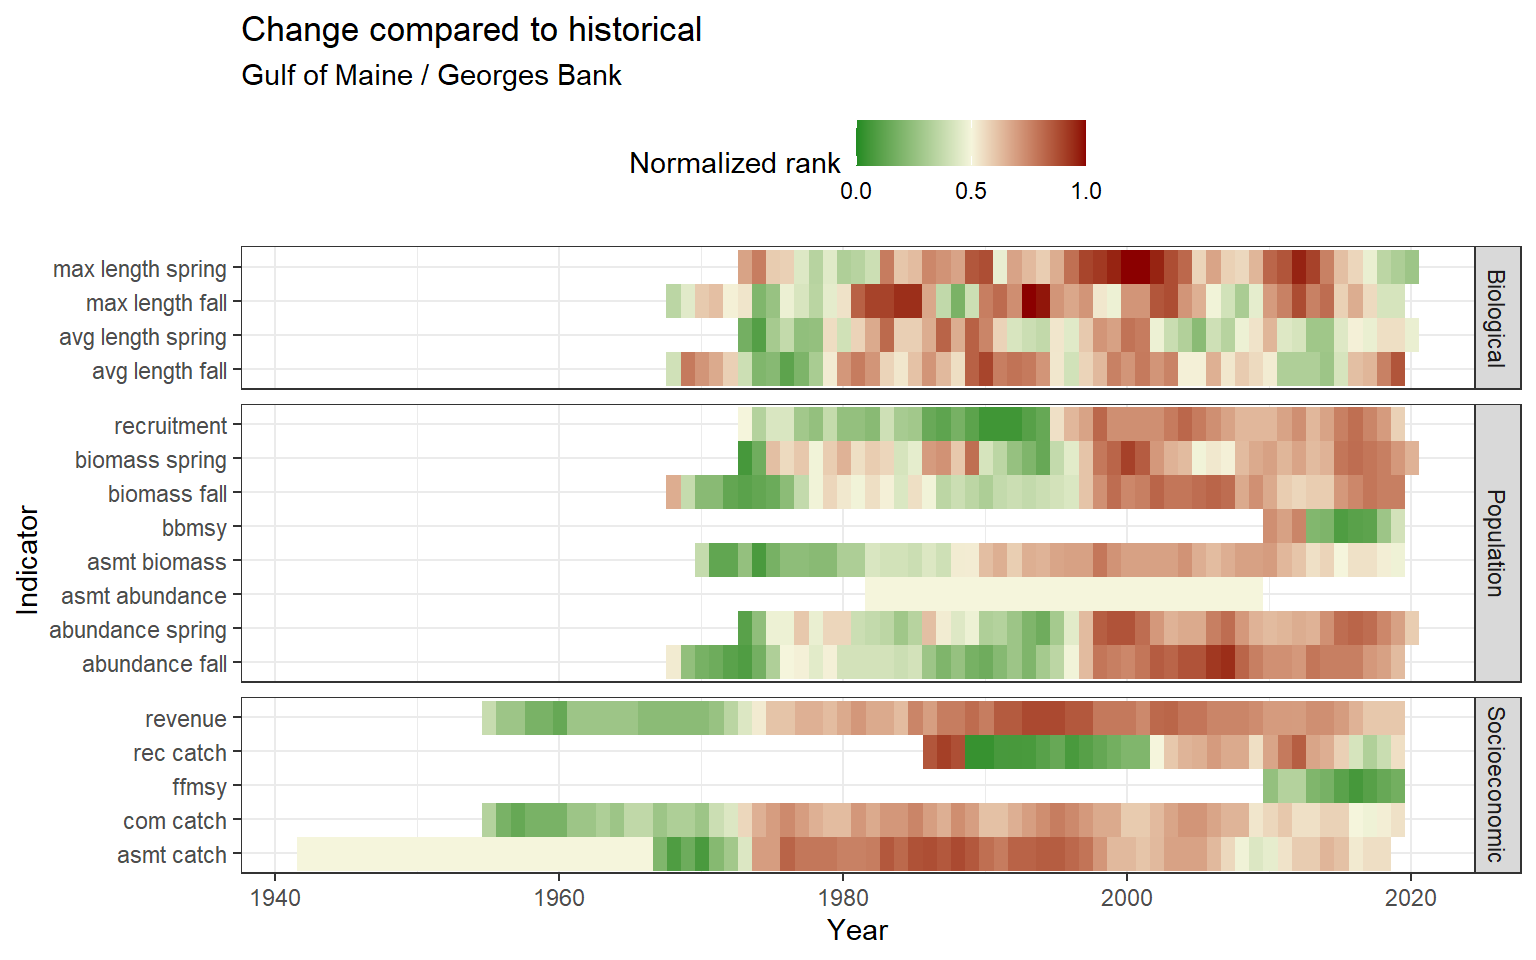 Change compared to historical
Gulf of Maine / Georges Bank
Normalized rank
0.0 0.5 1.0
Indicator
max length spring
max length fall
avg length spring
avg length fall
Biological
recruitment
biomass spring
biomass fall
bbmsy
asmt biomass
asmt abundance
abundance spring
abundance fall
Population
revenue
rec catch
ffmsy
com catch
asmt catch
Socioeconomic
1940 1960 1980 2000 2020
Year